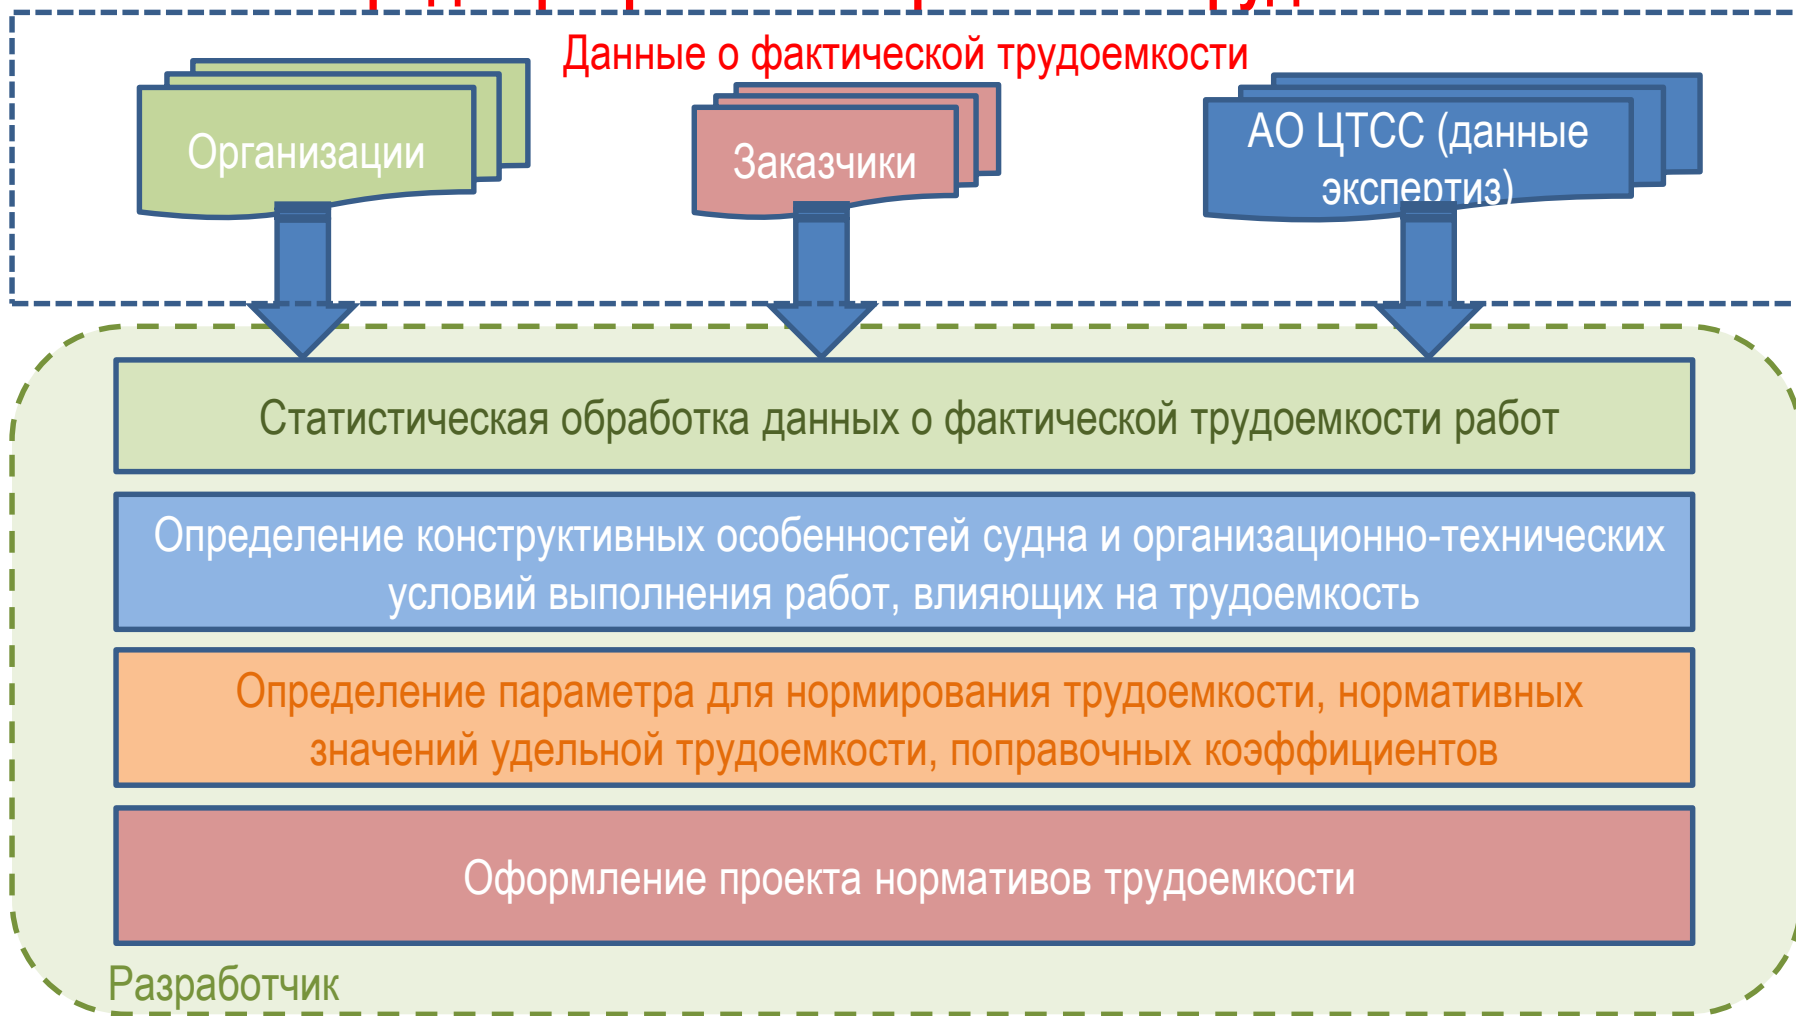 Данные о фактической трудоемкости
Организации
Заказчики
АО ЦТСС (данные
экспертиз)
Статистическая обработка данных о фактической трудоемкости работ
Определение конструктивных особенностей судна и организационно-технических
условий выполнения работ, влияющих на трудоемкость
Определение параметра для нормирования трудоемкости, нормативных
значений удельной трудоемкости, поправочных коэффициентов
Оформление проекта нормативов трудоемкости
Разработчик